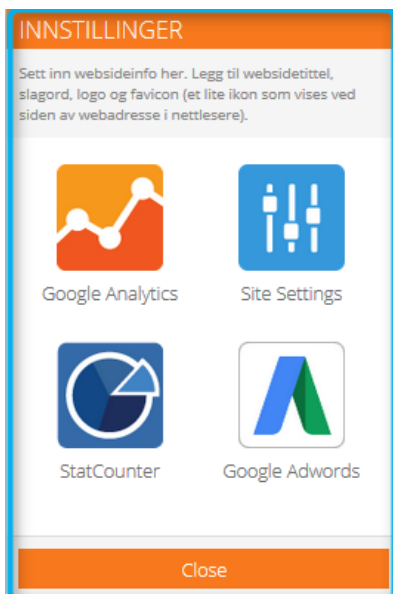 INNSTILLINGER
Sett inn websideinfo her. Legg til websidetittel,
slagord, logo og favicon (et lite ikon som vises ved
siden av webadresse i nettlesere).
Google Analytics
Site Settings
StatCounter
Google Adwords
Close